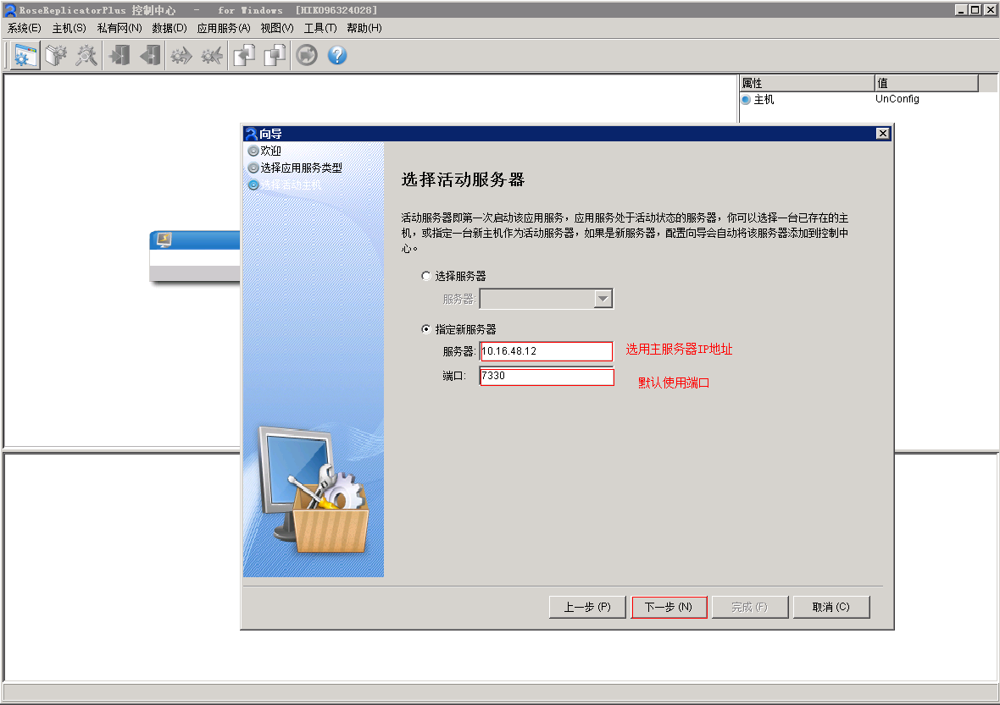 RoseReplicatorPlus 控制中心 - for Windows [HIK096324028]
系统(E) 主机(S) 私有网(N) 数据(D) 应用服务(A) 视图(V) 工具(T) 帮助(H)
属性 值
主机 UnConfig
向导
欢迎
选择应用服务类型
选择活动主机
选择活动服务器
活动服务器即第一次启动该应用服务，应用服务处于活动状态的服务器，你可以选择一台已存在的主
机，或指定一台新主机作为活动服务器，如果是新服务器，配置向导会自动将该服务器添加到控制中
心。
选择服务器
服务器:
指定新服务器
服务器: 10.16.48.12 选用主服务器IP地址
端口: 7330 默认使用端口
上一步 (P) 下一步 (N) 完成 (F) 取消 (C)